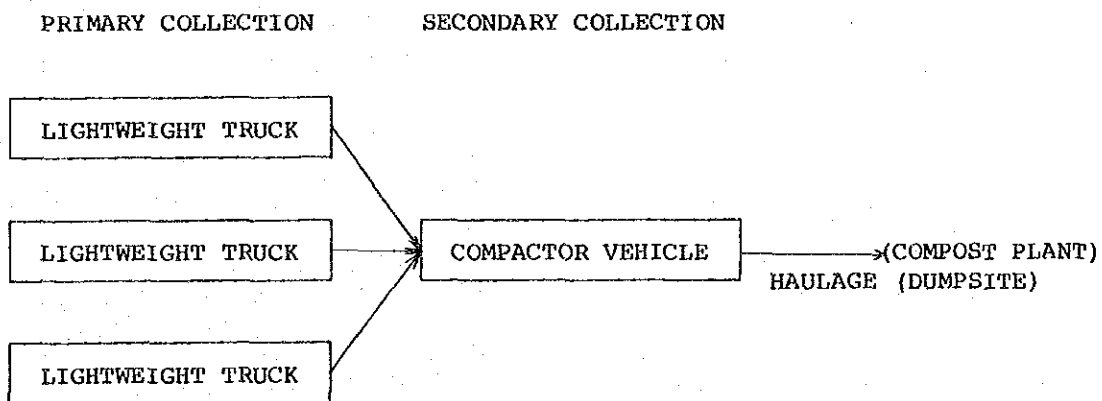 PRIMARY COLLECTION SECONDARY COLLECTION
LIGHTWEIGHT TRUCK
LIGHTWEIGHT TRUCK COMPACTOR VEHICLE (COMPOST PLANT)
HAULAGE (DUMPSITE)
LIGHTWEIGHT TRUCK